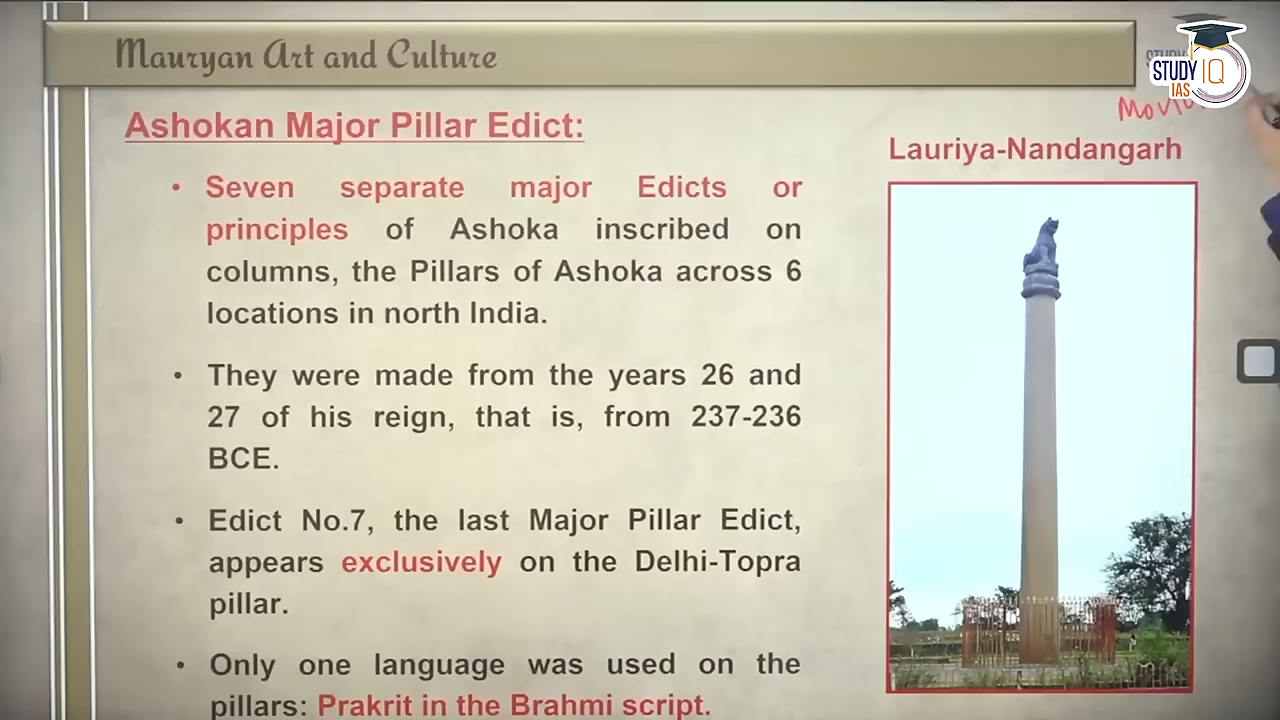 Mauryan Art and Culture
STUDY IQ
IAS
Ashokan Major Pillar Edict:
Lauriya-Nandangarh
• Seven separate major Edicts or
principles of Ashoka inscribed on
columns, the Pillars of Ashoka across 6
locations in north India.
• They were made from the years 26 and
27 of his reign, that is, from 237-236
BCE.
• Edict No.7, the last Major Pillar Edict,
appears exclusively on the Delhi-Topra
pillar.
• Only one language was used on the
pillars: Prakrit in the Brahmi script.